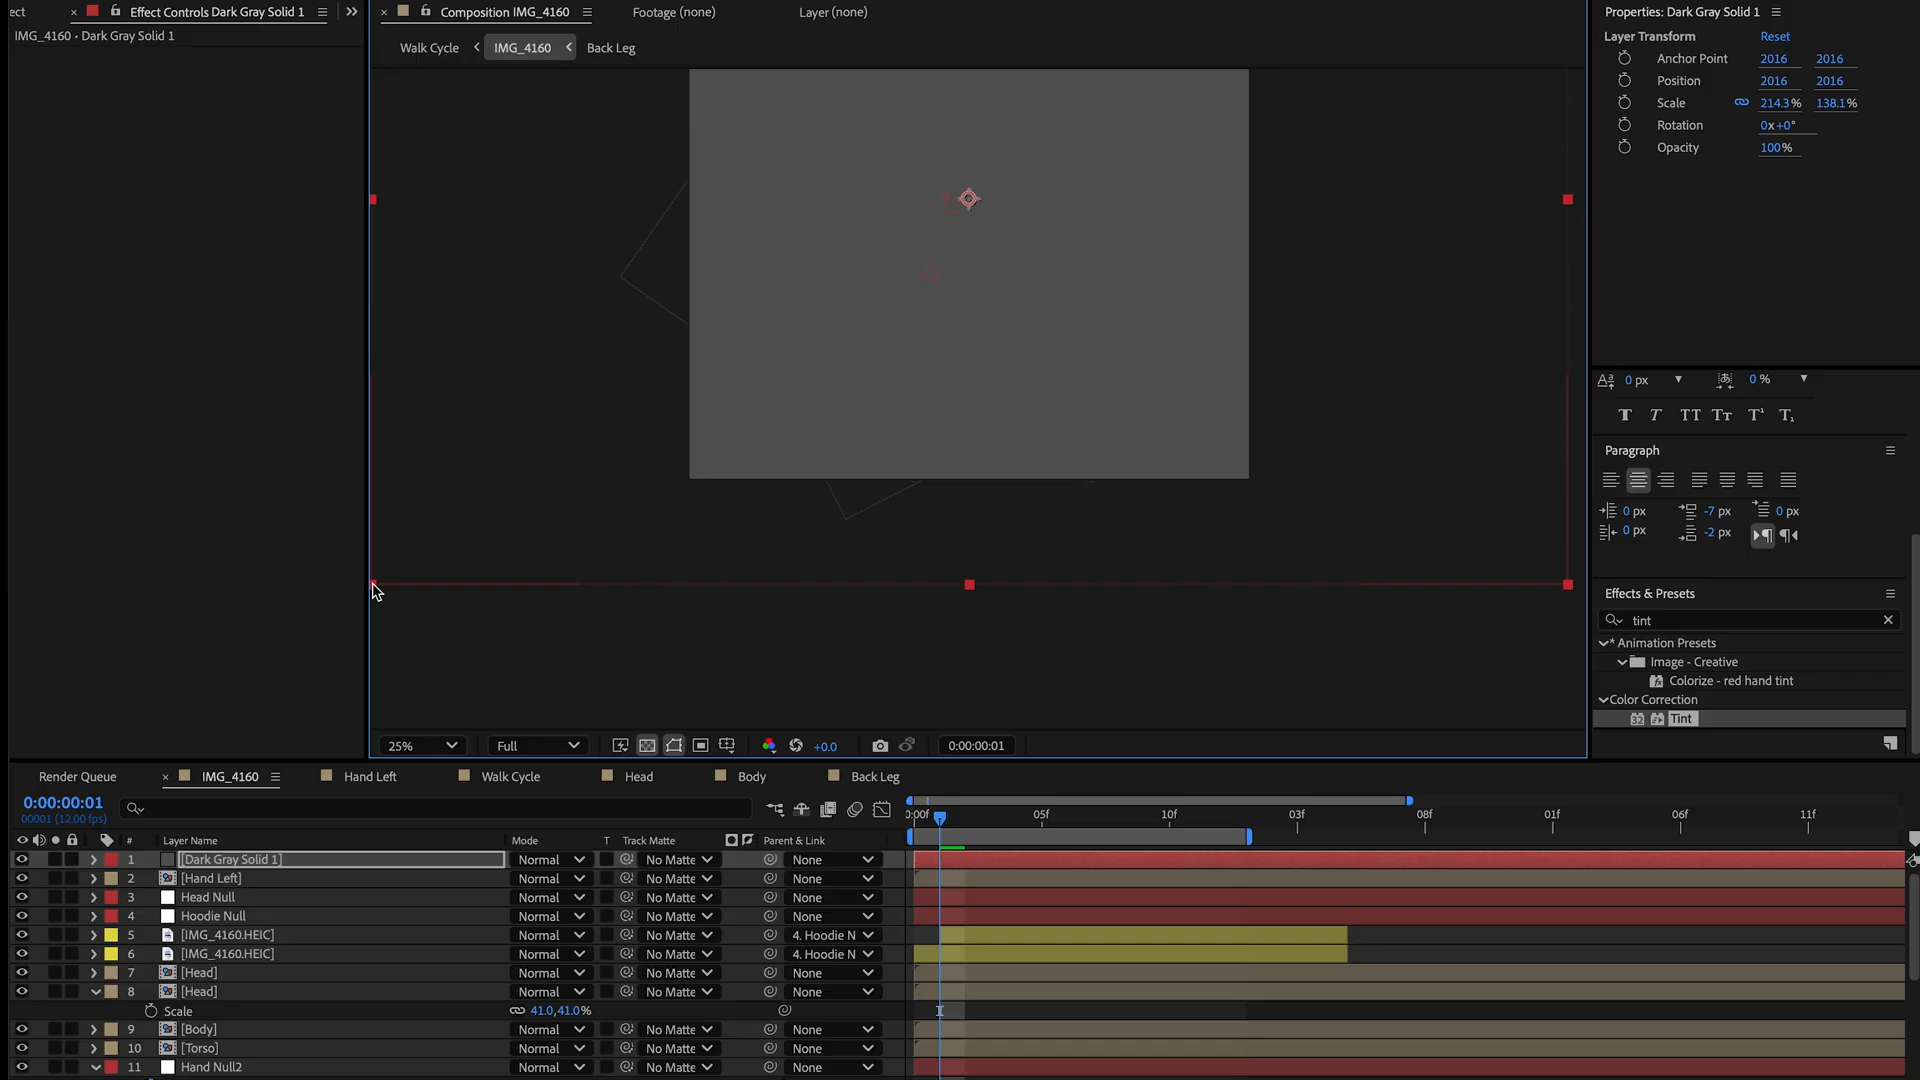 ect × Effect Controls Dark Gray Solid 1
IMG_4160 • Dark Gray Solid 1
× Composition IMG_4160 Footage (none) Layer (none)
Walk Cycle IMG_4160 Back Leg
Properties: Dark Gray Solid 1
Layer Transform Reset
Anchor Point 2016 2016
Position 2016 2016
Scale 214.3% 138.1%
Rotation 0x+0°
Opacity 100%
0 px 0 %
T T TT Tт T¹ T₁
Paragraph
0 px -7 px 0 px
0 px -2 px
Effects & Presets
tint
* Animation Presets
Image - Creative
Colorize - red hand tint
Color Correction
Tint
25% Full +0.0 0:00:00:01
Render Queue × IMG_4160 Hand Left Walk Cycle Head Body Back Leg
0:00:00:01
00001 (12.00 fps)
0:00f 05f 10f 03f 08f 01f 06f 11f
# Layer Name Mode T Track Matte Parent & Link
1 [Dark Gray Solid 1] Normal No Matte None
2 [Hand Left] Normal No Matte None
3 Head Null Normal No Matte None
4 Hoodie Null Normal No Matte None
5 [IMG_4160.HEIC] Normal No Matte 4. Hoodie N
6 [IMG_4160.HEIC] Normal No Matte 4. Hoodie N
7 [Head] Normal No Matte None
8 [Head] Normal No Matte None
Scale 41.0,41.0%
9 [Body] Normal No Matte None
10 [Torso] Normal No Matte None
11 Hand Null2 Normal No Matte None